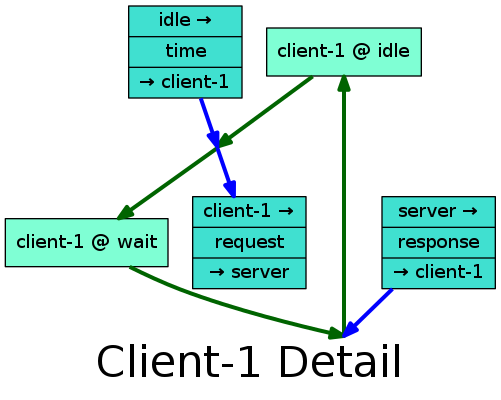 idle →
time
→ client-1
client-1 @ idle
client-1 @ wait
client-1 →
request
→ server
server →
response
→ client-1
Client-1 Detail